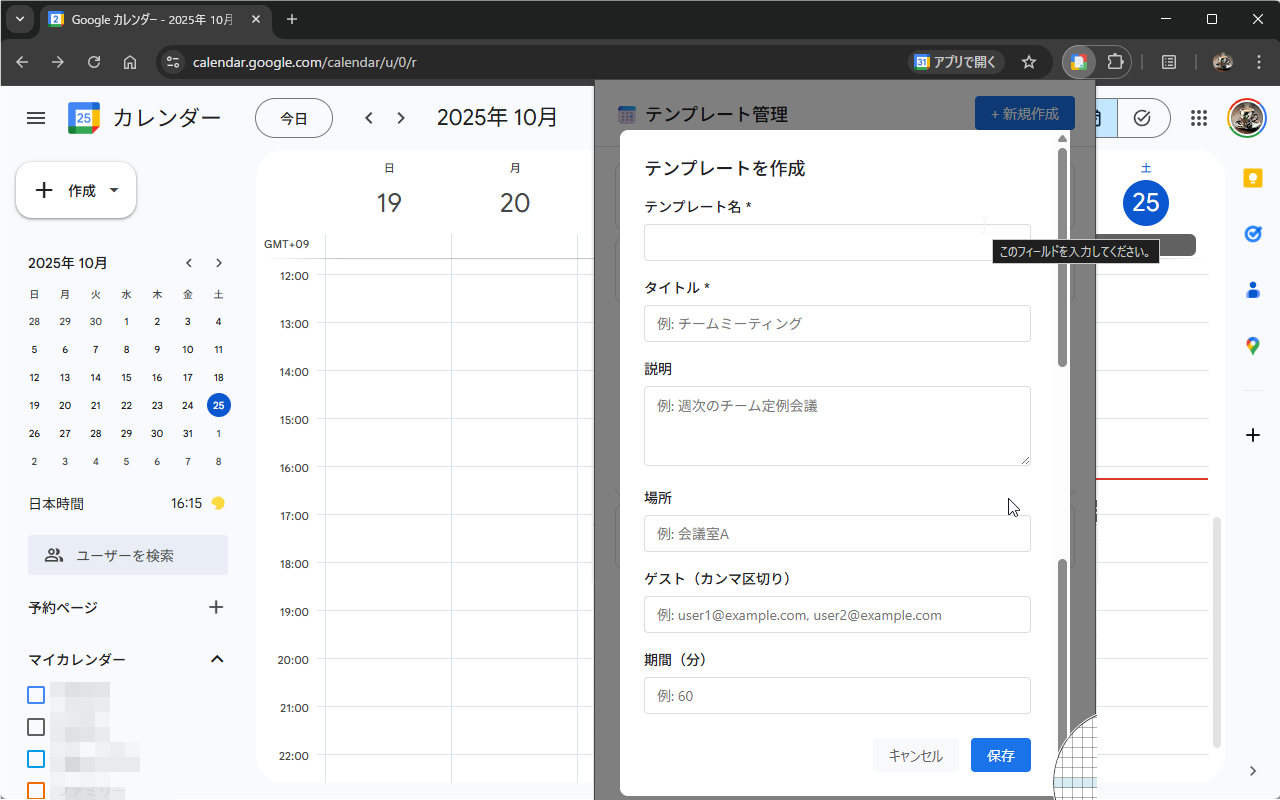 Google カレンダー - 2025年 10月
calendar.google.com/calendar/u/0/r
31 アプリで開く
25 カレンダー
今日
2025年 10月
テンプレート管理
+ 新規作成
作成
日
19
月
20
土
25
GMT+09
12:00
13:00
14:00
15:00
16:00
17:00
18:00
19:00
20:00
21:00
22:00
2025年 10月
日 月 火 水 木 金 土
28 29 30 1 2 3 4
5 6 7 8 9 10 11
12 13 14 15 16 17 18
19 20 21 22 23 24 25
26 27 28 29 30 31 1
2 3 4 5 6 7 8
日本時間 16:15
ユーザーを検索
予約ページ
マイカレンダー
ファミリー
テンプレートを作成
テンプレート名 *
このフィールドを入力してください。
タイトル *
例: チームミーティング
説明
例: 週次のチーム定例会議
場所
例: 会議室A
ゲスト（カンマ区切り）
例: user1@example.com, user2@example.com
期間（分）
例: 60
キャンセル
保存